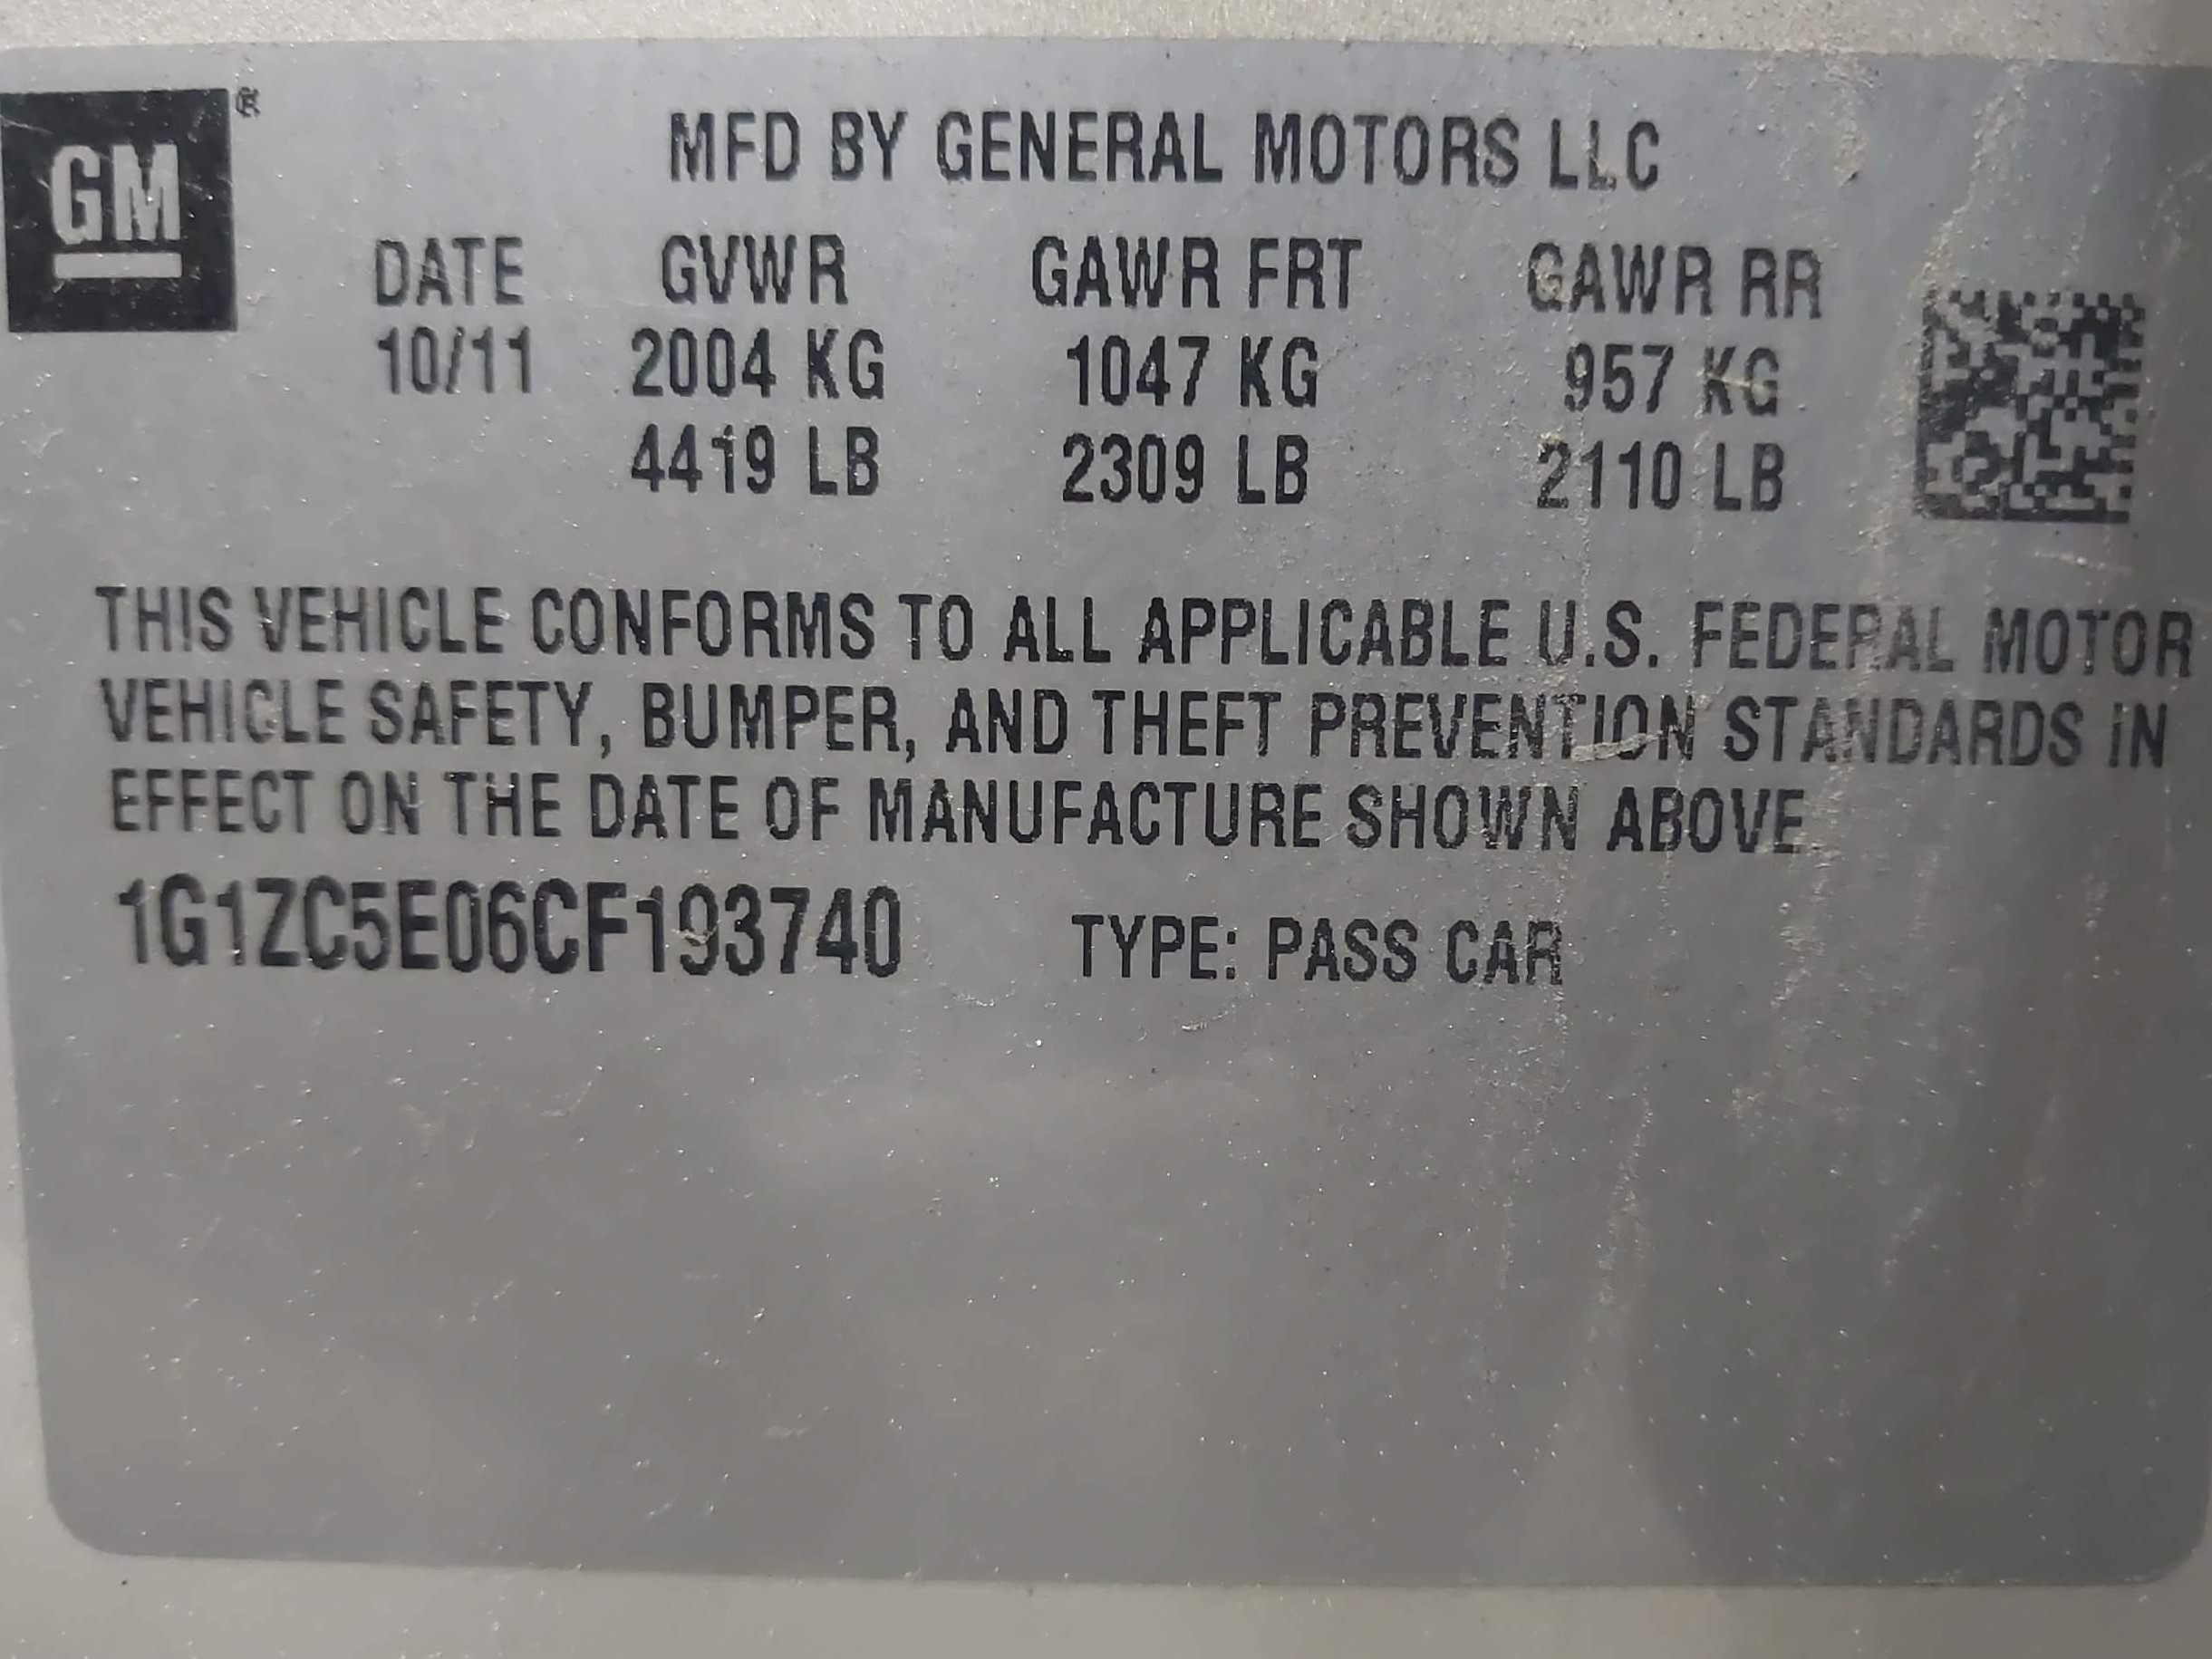 GM ®
MFD BY GENERAL MOTORS LLC
DATE GVWR GAWR FRT GAWR RR
10/11 2004 KG 1047 KG 957 KG
4419 LB 2309 LB 2110 LB
THIS VEHICLE CONFORMS TO ALL APPLICABLE U.S. FEDERAL MOTOR
VEHICLE SAFETY, BUMPER, AND THEFT PREVENTION STANDARDS IN
EFFECT ON THE DATE OF MANUFACTURE SHOWN ABOVE.
1G1ZC5E06CF193740 TYPE: PASS CAR